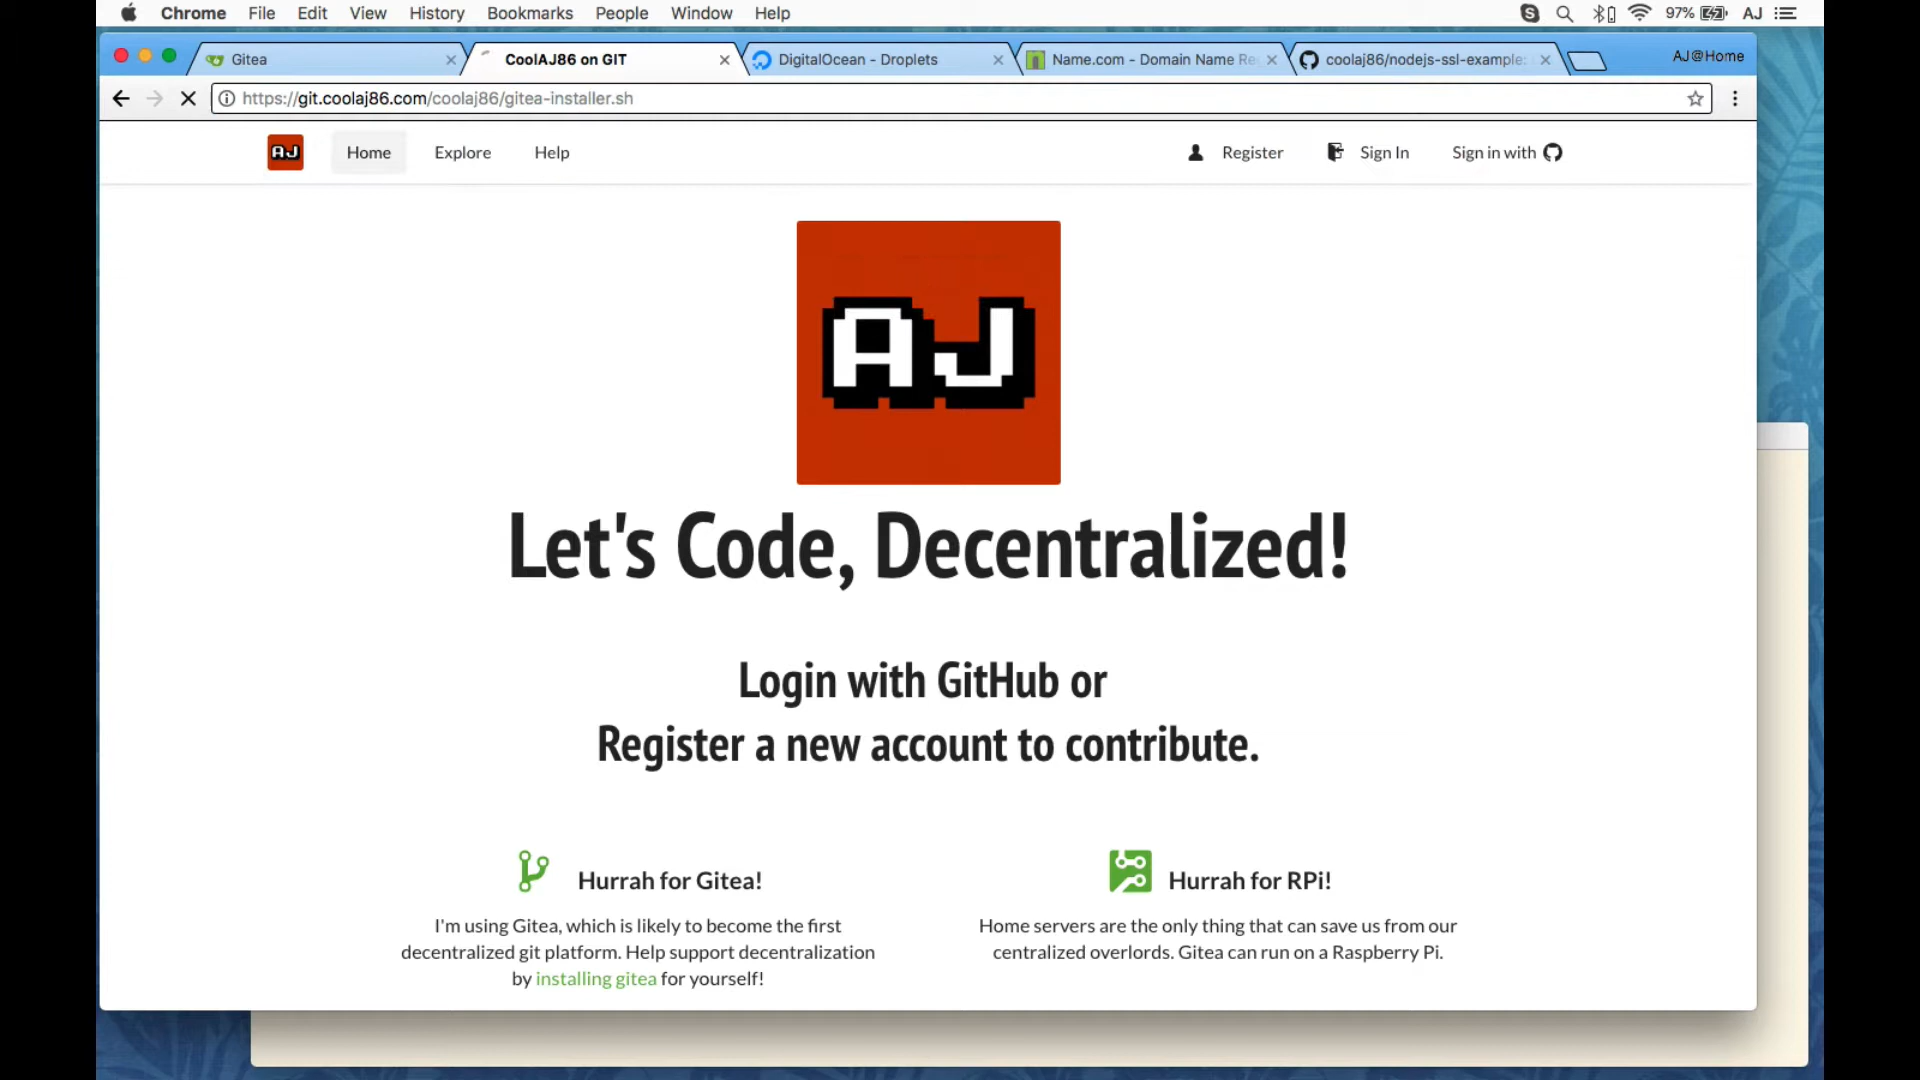 Chrome File Edit View History Bookmarks People Window Help 97% AJ
Gitea CoolAJ86 on GIT DigitalOcean - Droplets Name.com - Domain Name Re coolaj86/nodejs-ssl-example: AJ@Home
https://git.coolaj86.com/coolaj86/gitea-installer.sh
AJ Home Explore Help Register Sign In Sign in with
AJ
Let's Code, Decentralized!
Login with GitHub or
Register a new account to contribute.
Hurrah for Gitea!
I'm using Gitea, which is likely to become the first
decentralized git platform. Help support decentralization
by installing gitea for yourself!
Hurrah for RPi!
Home servers are the only thing that can save us from our
centralized overlords. Gitea can run on a Raspberry Pi.